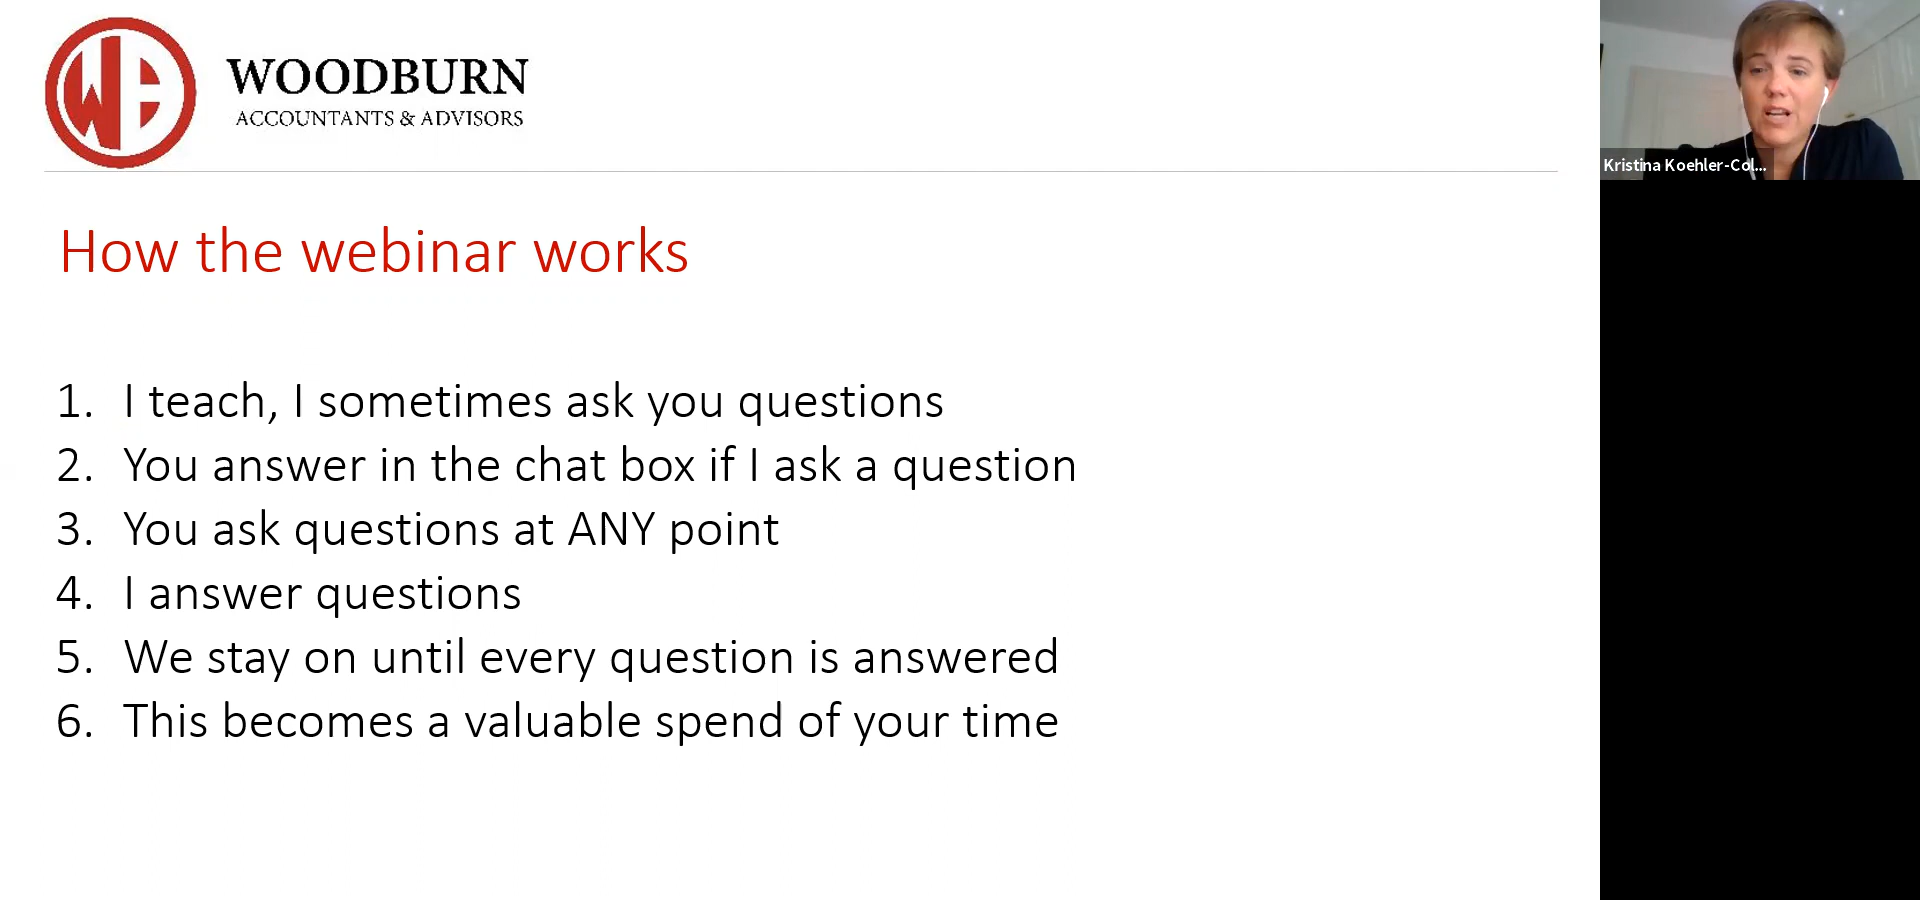 WOODBURN
ACCOUNTANTS & ADVISORS
Kristina Koehler-Col...
How the webinar works
1. I teach, I sometimes ask you questions
2. You answer in the chat box if I ask a question
3. You ask questions at ANY point
4. I answer questions
5. We stay on until every question is answered
6. This becomes a valuable spend of your time